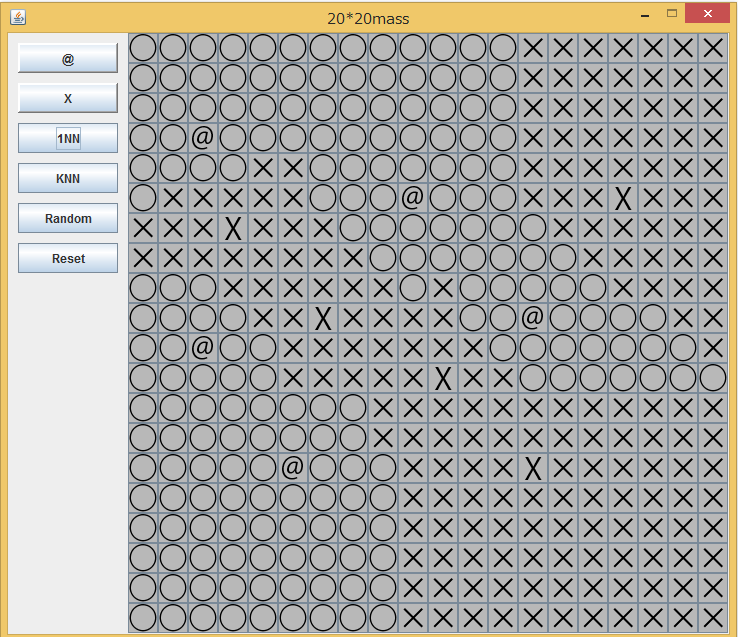 20*20mass
@
X
1NN
KNN
Random
Reset
○ ○ ○ ○ ○ ○ ○ ○ ○ ○ ○ ○ ○ × × × × × × ×
○ ○ ○ ○ ○ ○ ○ ○ ○ ○ ○ ○ ○ × × × × × × ×
○ ○ ○ ○ ○ ○ ○ ○ ○ ○ ○ ○ ○ × × × × × × ×
○ ○ @ ○ ○ ○ ○ ○ ○ ○ ○ ○ ○ × × × × × × ×
○ ○ ○ ○ × × ○ ○ ○ ○ ○ ○ ○ × × × × × × ×
○ × × × × × ○ ○ ○ @ ○ ○ ○ × × × X × × ×
× × × X × × × ○ ○ ○ ○ ○ ○ ○ × × × × × ×
× × × × × × × × ○ ○ ○ ○ ○ ○ ○ × × × × ×
○ ○ ○ × × × × × × ○ × ○ ○ ○ ○ ○ × × × ×
○ ○ ○ ○ × × X × × × × ○ ○ @ ○ ○ ○ ○ × ×
○ ○ @ ○ ○ × × × × × × × ○ ○ ○ ○ ○ ○ ○ ×
○ ○ ○ ○ ○ × × × × × X × × ○ ○ ○ ○ ○ ○ ○
○ ○ ○ ○ ○ ○ ○ ○ × × × × × × × × × × × ×
○ ○ ○ ○ ○ ○ ○ ○ × × × × × × × × × × × ×
○ ○ ○ ○ ○ @ ○ ○ ○ × × × × X × × × × × ×
○ ○ ○ ○ ○ ○ ○ ○ ○ × × × × × × × × × × ×
○ ○ ○ ○ ○ ○ ○ ○ ○ × × × × × × × × × × ×
○ ○ ○ ○ ○ ○ ○ ○ ○ × × × × × × × × × × ×
○ ○ ○ ○ ○ ○ ○ ○ ○ × × × × × × × × × × ×
○ ○ ○ ○ ○ ○ ○ ○ ○ × × × × × × × × × × ×